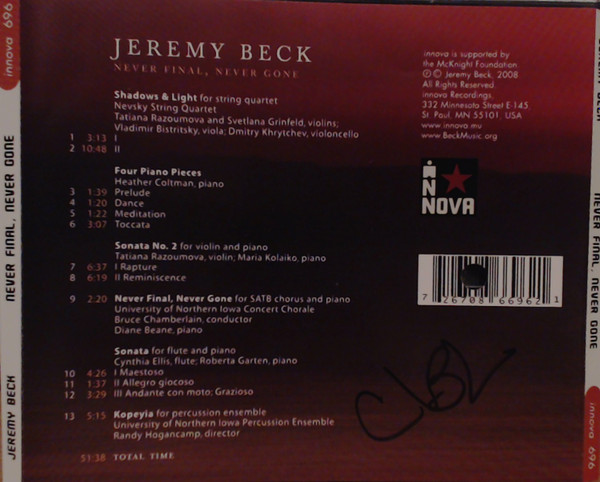 innova 696
NEVER FINAL, NEVER GONE
JEREMY BECK
JEREMY BECK
NEVER FINAL, NEVER GONE
Shadows & Light for string quartet
Nevsky String Quartet
Tatiana Razoumova and Svetlana Grinfeld, violins;
Vladimir Bistritsky, viola; Dmitry Khrytchev, violoncello
1 3:13 I
2 10:48 II
Four Piano Pieces
Heather Coltman, piano
3 1:39 Prelude
4 1:20 Dance
5 1:22 Meditation
6 3:07 Toccata
Sonata No. 2 for violin and piano
Tatiana Razoumova, violin; Maria Kolaiko, piano
7 6:37 I Rapture
8 6:19 II Reminiscence
9 2:20 Never Final, Never Gone for SATB chorus and piano
University of Northern Iowa Concert Chorale
Bruce Chamberlain, conductor
Diane Beane, piano
Sonata for flute and piano
Cynthia Ellis, flute; Roberta Garten, piano
10 4:26 I Maestoso
11 1:37 II Allegro giocoso
12 3:29 III Andante con moto; Grazioso
13 5:15 Kopeyia for percussion ensemble
University of Northern Iowa Percussion Ensemble
Randy Hogancamp, director
51:38 TOTAL TIME
innova is supported by
the McKnight Foundation
℗ © Jeremy Beck, 2008
All Rights Reserved.
innova Recordings,
332 Minnesota Street E-145
St. Paul, MN 55101, USA
www.innova.mu
www.BeckMusic.org
INNOVA
7 26708 66962 1
JEREMY BECK
NEVER FINAL, NEVER GONE
innova 696